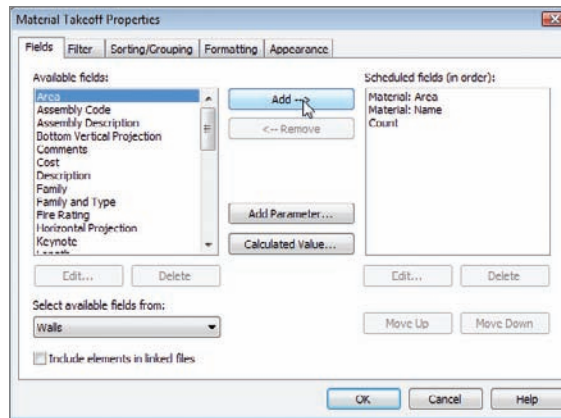 Material Takeoff Properties
Fields Filter Sorting/Grouping Formatting Appearance
Available fields:
Scheduled fields (in order):
Area
Assembly Code
Assembly Description
Bottom Vertical Projection
Comments
Cost
Description
Family
Family and Type
Fire Rating
Horizontal Projection
Keynote
Length
Add -->
<-- Remove
Add Parameter...
Calculated Value...
Material: Area
Material: Name
Count
Edit... Delete
Edit... Delete
Select available fields from:
Walls
Move Up Move Down
Include elements in linked files
OK Cancel Help